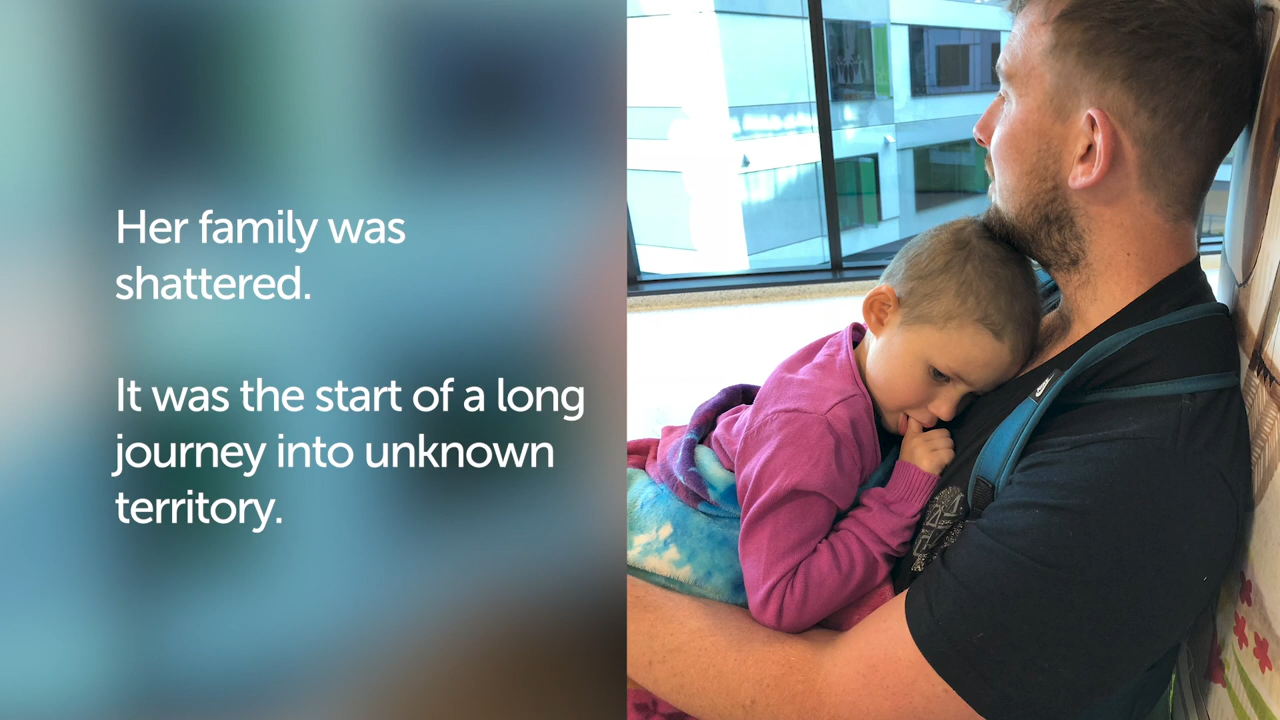 Her family was
shattered.
It was the start of a long
journey into unknown
territory.